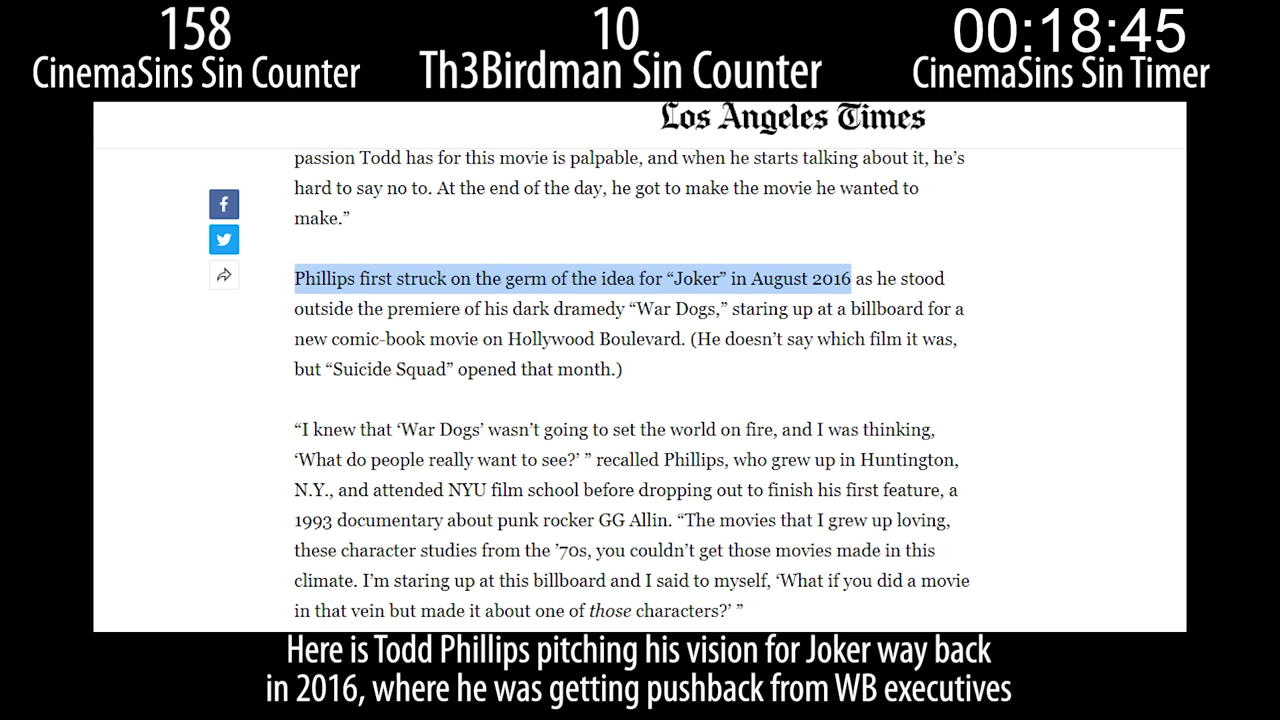 158
CinemaSins Sin Counter
10
Th3Birdman Sin Counter
00:18:45
CinemaSins Sin Timer
Los Angeles Times
passion Todd has for this movie is palpable, and when he starts talking about it, he’s
hard to say no to. At the end of the day, he got to make the movie he wanted to
make.”
Phillips first struck on the germ of the idea for “Joker” in August 2016 as he stood
outside the premiere of his dark dramedy “War Dogs,” staring up at a billboard for a
new comic-book movie on Hollywood Boulevard. (He doesn’t say which film it was,
but “Suicide Squad” opened that month.)
“I knew that ‘War Dogs’ wasn’t going to set the world on fire, and I was thinking,
‘What do people really want to see?’ ” recalled Phillips, who grew up in Huntington,
N.Y., and attended NYU film school before dropping out to finish his first feature, a
1993 documentary about punk rocker GG Allin. “The movies that I grew up loving,
these character studies from the ’70s, you couldn’t get those movies made in this
climate. I’m staring up at this billboard and I said to myself, ‘What if you did a movie
in that vein but made it about one of those characters?’ ”
Here is Todd Phillips pitching his vision for Joker way back
in 2016, where he was getting pushback from WB executives